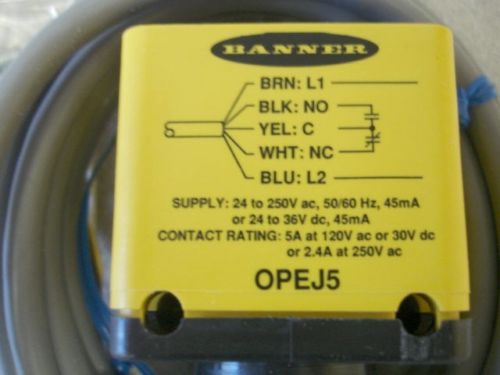 BANNER
BRN: L1
BLK: NO
YEL: C
WHT: NC
BLU: L2
SUPPLY: 24 to 250V ac, 50/60 Hz, 45mA
or 24 to 36V dc, 45mA
CONTACT RATING: 5A at 120V ac or 30V dc
or 2.4A at 250V ac
OPEJ5